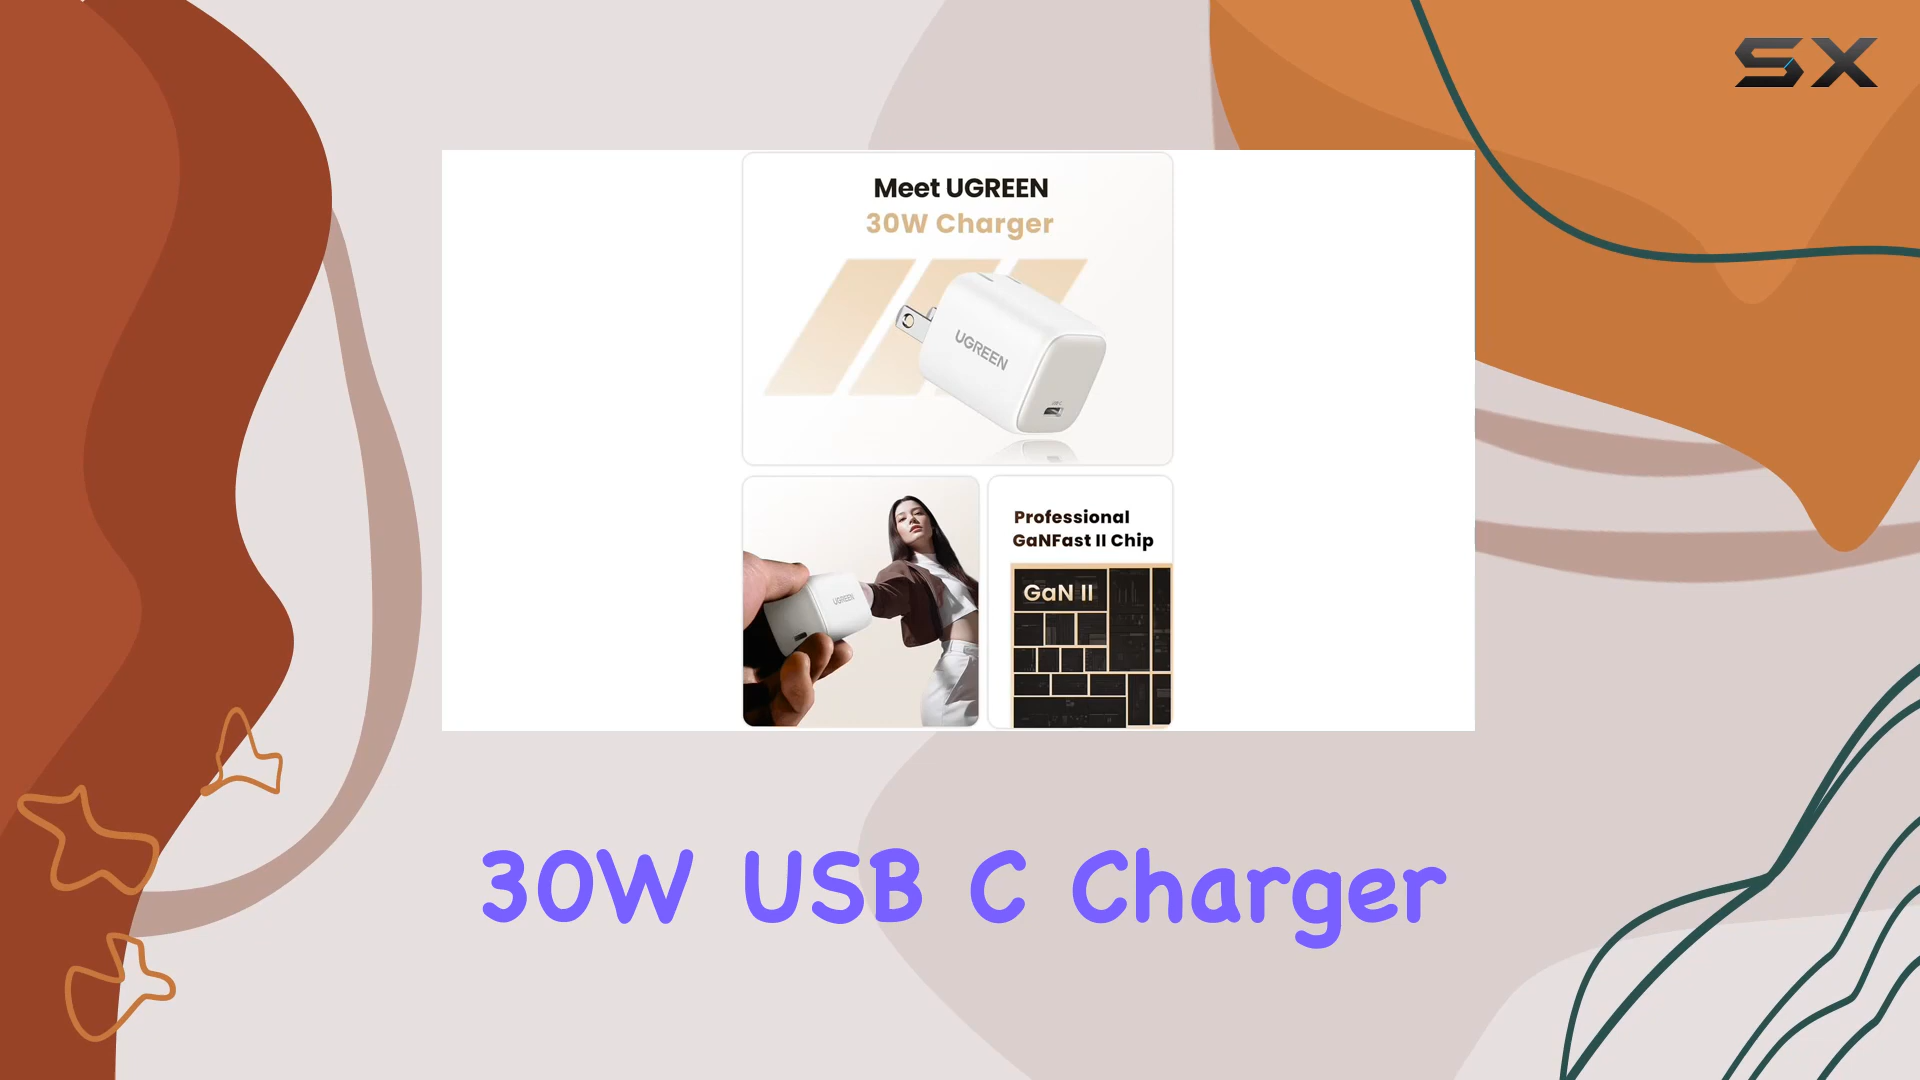 SX
Meet UGREEN
30W Charger
UGREEN
UGREEN
Professional
GaNFast II Chip
GaN II
30W USB C Charger